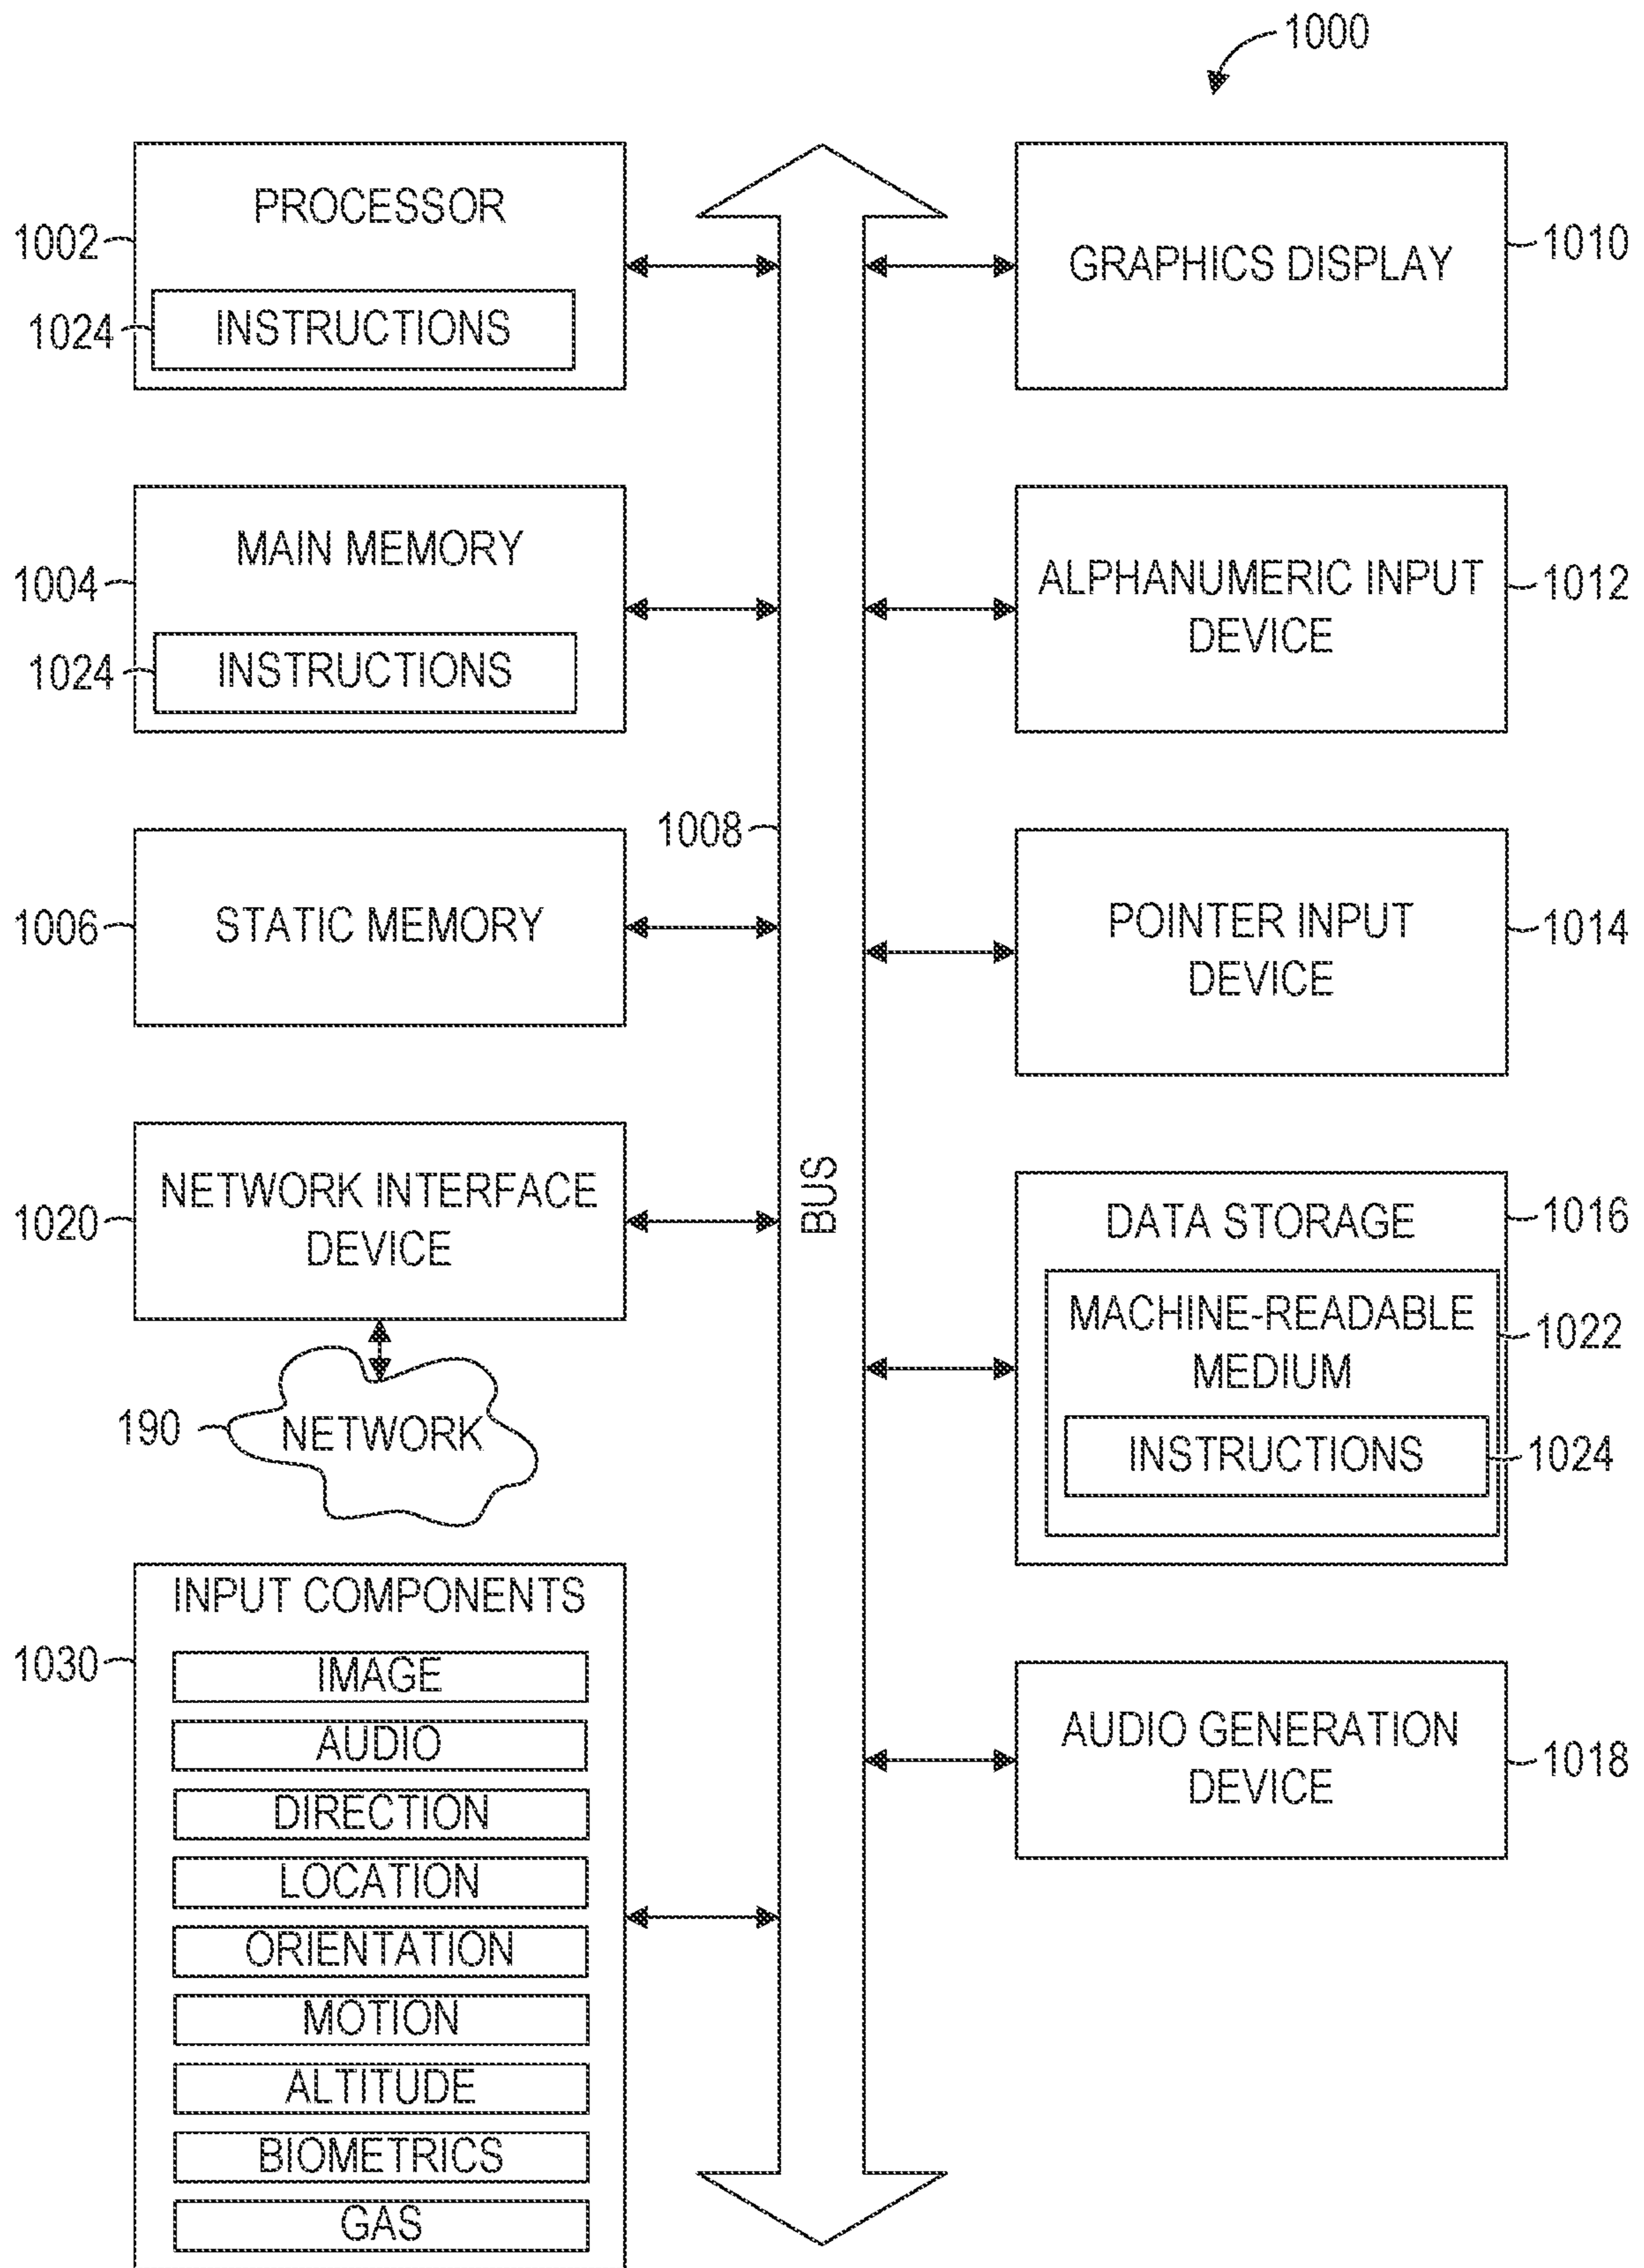 1000
PROCESSOR
1002
INSTRUCTIONS
1024
MAIN MEMORY
1004
INSTRUCTIONS
1024
STATIC MEMORY
1006
NETWORK INTERFACE
DEVICE
1020
NETWORK
190
INPUT COMPONENTS
1030
IMAGE
AUDIO
DIRECTION
LOCATION
ORIENTATION
MOTION
ALTITUDE
BIOMETRICS
GAS
1008
BUS
GRAPHICS DISPLAY
1010
ALPHANUMERIC INPUT
DEVICE
1012
POINTER INPUT
DEVICE
1014
DATA STORAGE
1016
MACHINE-READABLE
MEDIUM
1022
INSTRUCTIONS
1024
AUDIO GENERATION
DEVICE
1018